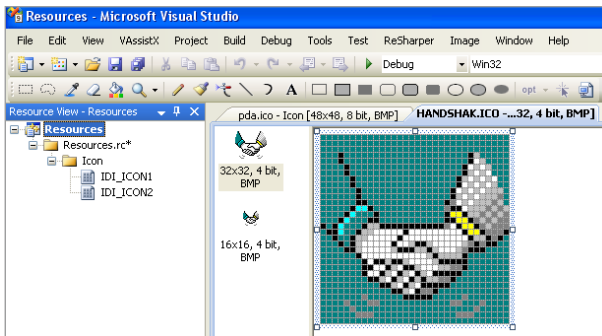 Resources - Microsoft Visual Studio
File Edit View VAssistX Project Build Debug Tools Test ReSharper Image Window Help
Debug Win32
A opt
Resource View - Resources
pda.ico - Icon [48x48, 8 bit, BMP] HANDSHAK.ICO -...32, 4 bit, BMP]
Resources
Resources.rc*
Icon
IDI_ICON1
IDI_ICON2
32x32, 4 bit,
BMP
16x16, 4 bit,
BMP